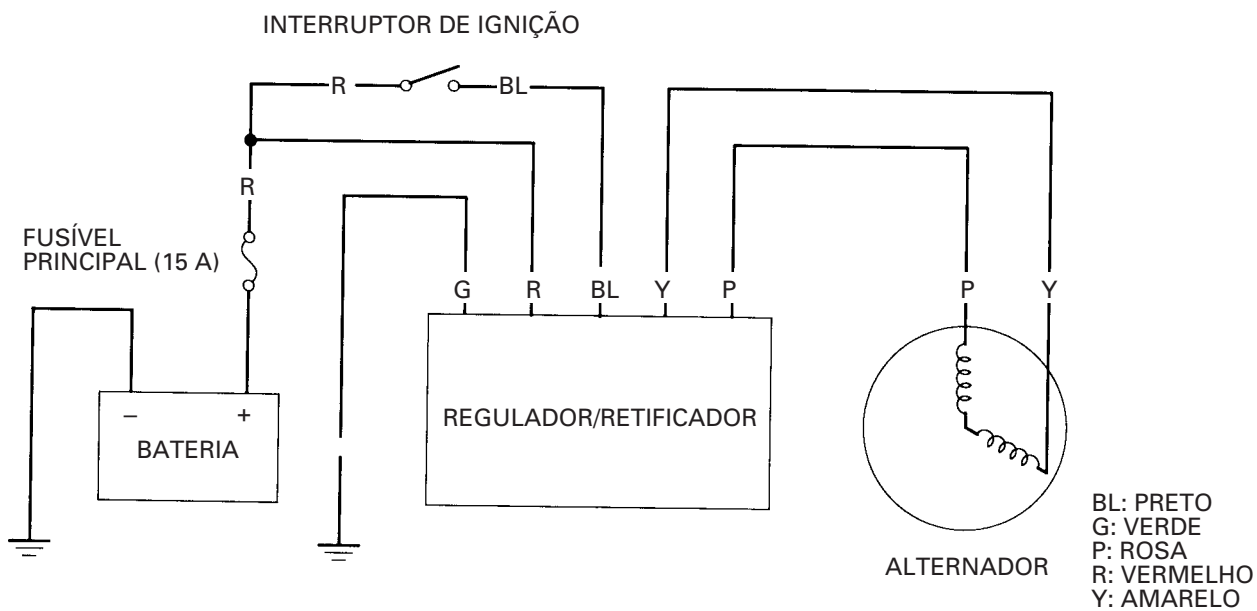 INTERRUPTOR DE IGNIÇÃO
R
BL
R
FUSÍVEL
PRINCIPAL (15 A)
G R BL Y P
P Y
– +
BATERIA
REGULADOR/RETIFICADOR
ALTERNADOR
BL: PRETO
G: VERDE
P: ROSA
R: VERMELHO
Y: AMARELO